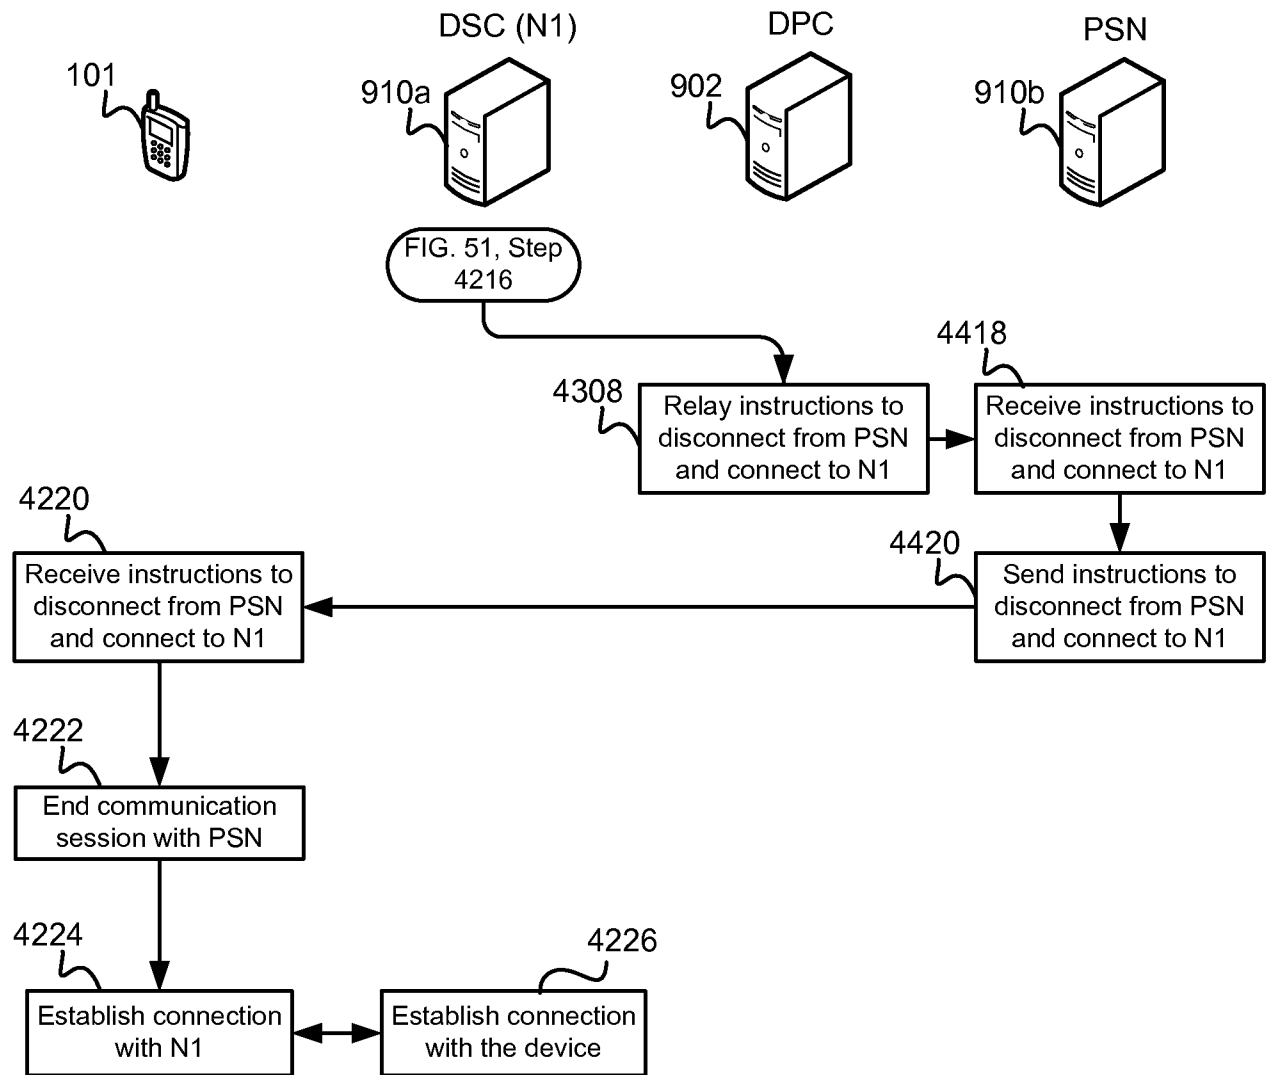 DSC (N1)
DPC
PSN
101
910a
902
910b
FIG. 51, Step
4216
4418
4308
Relay instructions to
disconnect from PSN
and connect to N1
Receive instructions to
disconnect from PSN
and connect to N1
4220
4420
Receive instructions to
disconnect from PSN
and connect to N1
Send instructions to
disconnect from PSN
and connect to N1
4222
End communication
session with PSN
4224
4226
Establish connection
with N1
Establish connection
with the device